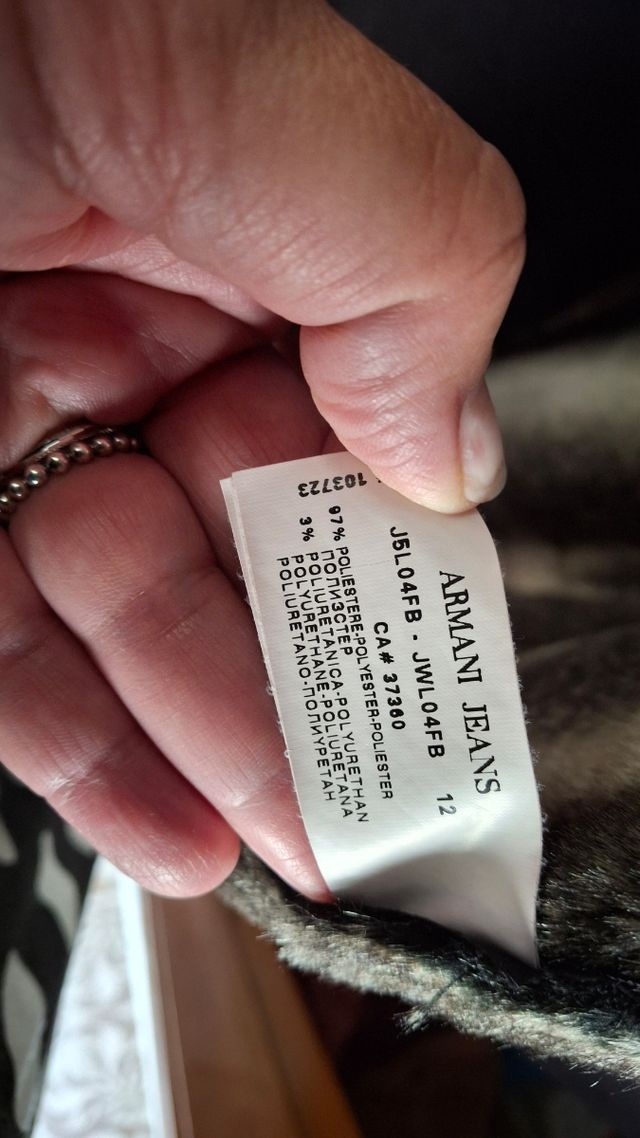 ARMANI JEANS
J5L04FB - JWL04FB 12
CA# 37360
97% POLIESTERE-POLYESTER-POLIESTER
ПОЛИЭСТЕР
3% POLIURETANICA-POLYURETHAN
POLYURETHANE-POLIURETANA
POLIURETANO-ПОЛИУРЕТАН
103723